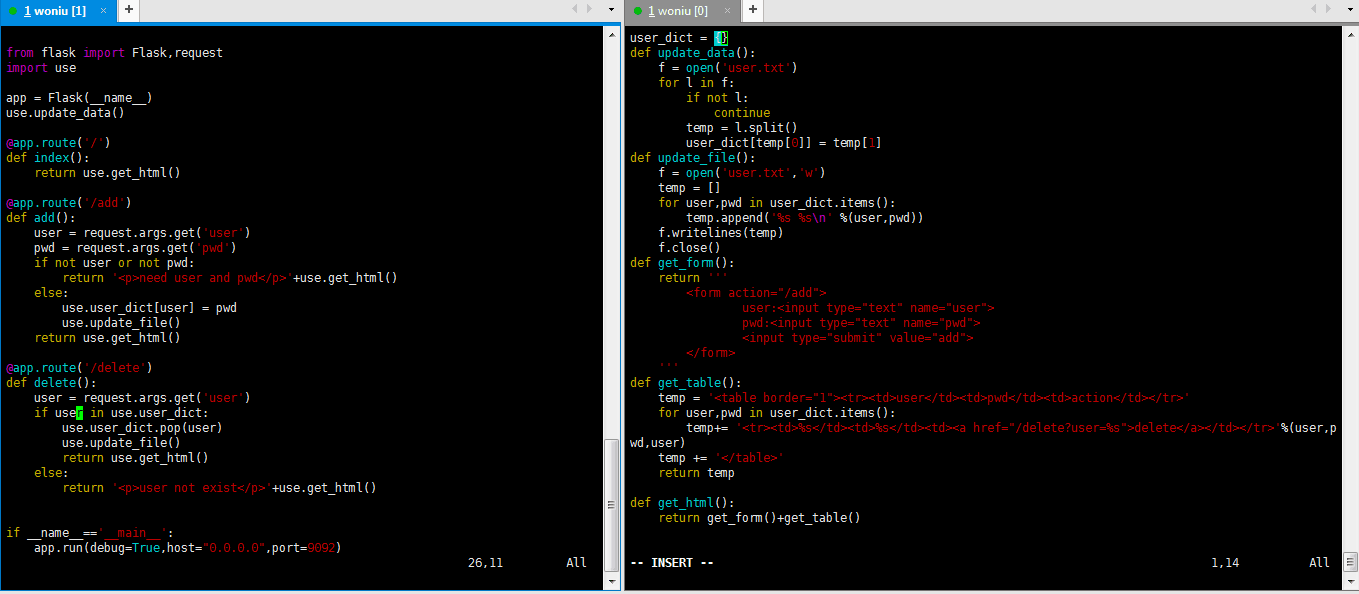 1 woniu [1] × +
from flask import Flask,request
import use
app = Flask(__name__)
use.update_data()
@app.route('/')
def index():
    return use.get_html()
@app.route('/add')
def add():
    user = request.args.get('user')
    pwd = request.args.get('pwd')
    if not user or not pwd:
        return '<p>need user and pwd</p>'+use.get_html()
    else:
        use.user_dict[user] = pwd
        use.update_file()
    return use.get_html()
@app.route('/delete')
def delete():
    user = request.args.get('user')
    if user in use.user_dict:
        use.user_dict.pop(user)
        use.update_file()
        return use.get_html()
    else:
        return '<p>user not exist</p>'+use.get_html()
if __name__=='__main__':
    app.run(debug=True,host="0.0.0.0",port=9092)
26,11 All
1 woniu [0] × +
user_dict = {}
def update_data():
    f = open('user.txt')
    for l in f:
        if not l:
            continue
        temp = l.split()
        user_dict[temp[0]] = temp[1]
def update_file():
    f = open('user.txt','w')
    temp = []
    for user,pwd in user_dict.items():
        temp.append('%s %s\n' %(user,pwd))
    f.writelines(temp)
    f.close()
def get_form():
    return '''
        <form action="/add">
                user:<input type="text" name="user">
                pwd:<input type="text" name="pwd">
                <input type="submit" value="add">
        </form>
    '''
def get_table():
    temp = '<table border="1"><tr><td>user</td><td>pwd</td><td>action</td></tr>'
    for user,pwd in user_dict.items():
        temp+= '<tr><td>%s</td><td>%s</td><td><a href="/delete?user=%s">delete</a></td></tr>'%(user,p
wd,user)
    temp += '</table>'
    return temp
def get_html():
    return get_form()+get_table()
-- INSERT -- 1,14 All